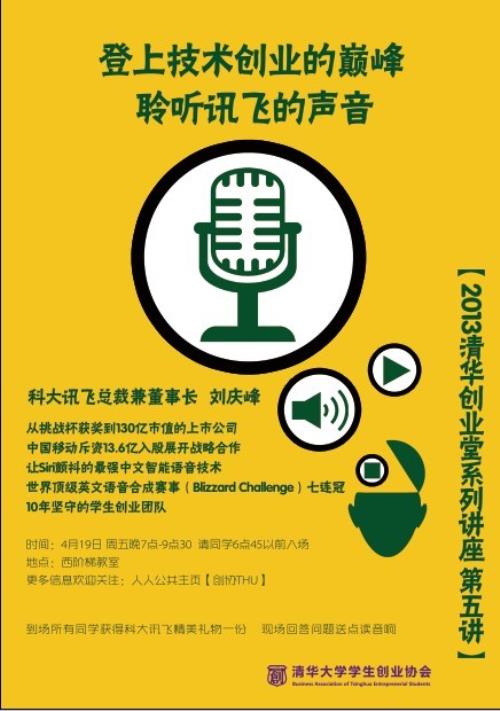 登上技术创业的巅峰
聆听讯飞的声音
【2013清华创业堂系列讲座 第五讲】
科大讯飞总裁兼董事长 刘庆峰
从挑战杯获奖到130亿市值的上市公司
中国移动斥资13.6亿入股展开战略合作
让Siri颤抖的最强中文智能语音技术
世界顶级英文语音合成赛事（Blizzard Challenge）七连冠
10年坚守的学生创业团队
时间：4月19日 周五晚7点-9点30 请同学6点45以前入场
地点：西阶梯教室
更多信息欢迎关注：人人公共主页【创协THU】
到场所有同学获得科大讯飞精美礼物一份 现场回答问题送点读音响
清华大学学生创业协会
Business Association of Tsinghua Entreprenerial Students